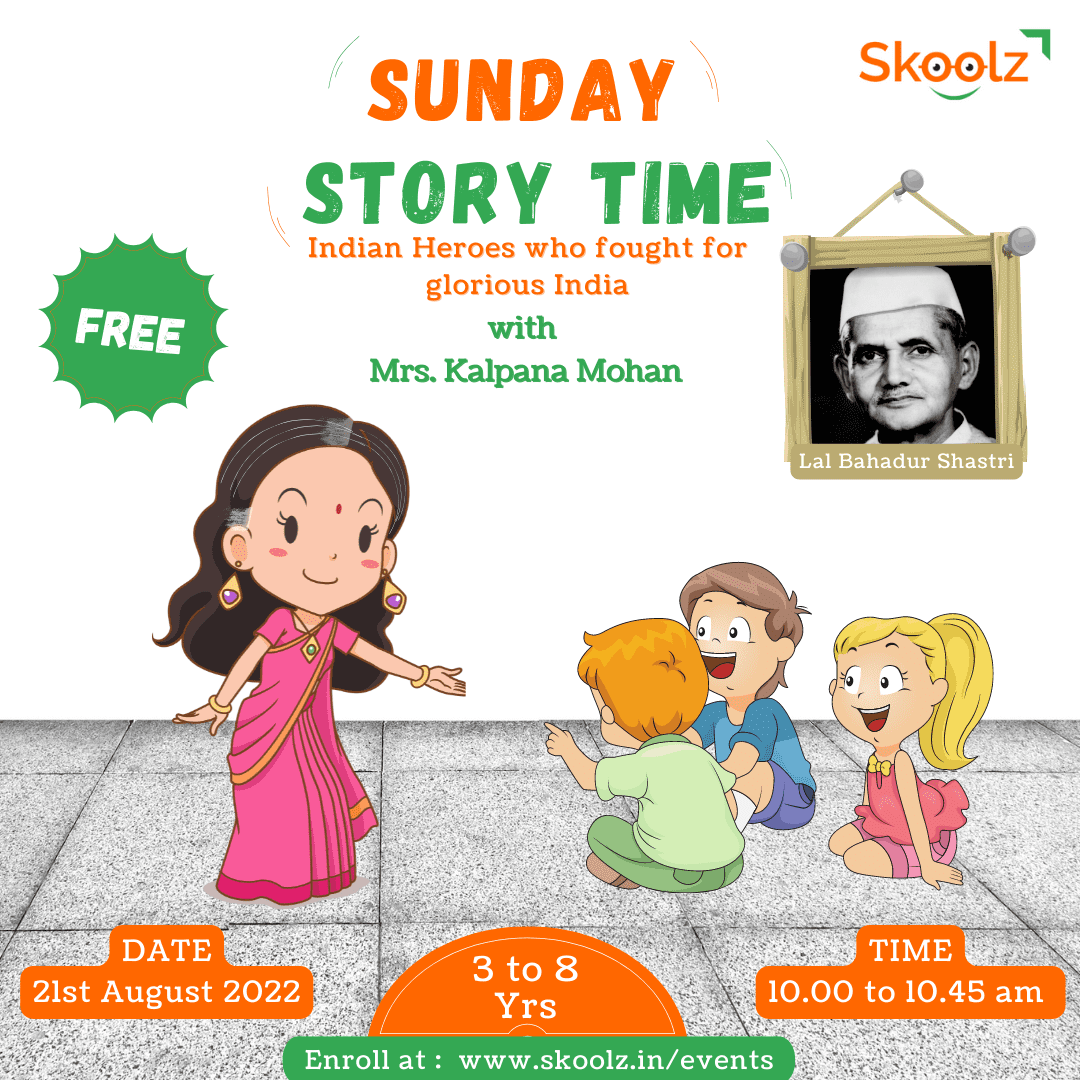 Skoolz
SUNDAY
STORY TIME
Indian Heroes who fought for
glorious India
with
Mrs. Kalpana Mohan
FREE
Lal Bahadur Shastri
DATE
21st August 2022
3 to 8
Yrs
TIME
10.00 to 10.45 am
Enroll at : www.skoolz.in/events